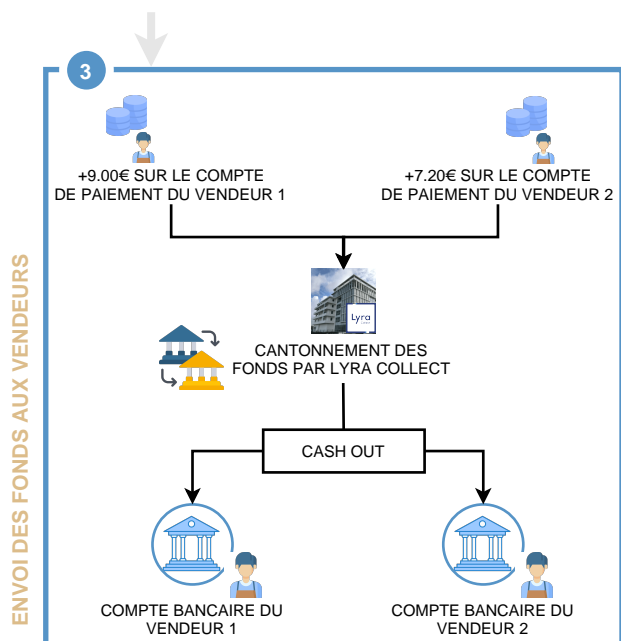 3
+9.00€ SUR LE COMPTE
DE PAIEMENT DU VENDEUR 1
+7.20€ SUR LE COMPTE
DE PAIEMENT DU VENDEUR 2
ENVOI DES FONDS AUX VENDEURS
Lyra
CANTONNEMENT DES
FONDS PAR LYRA COLLECT
CASH OUT
COMPTE BANCAIRE DU
VENDEUR 1
COMPTE BANCAIRE DU
VENDEUR 2